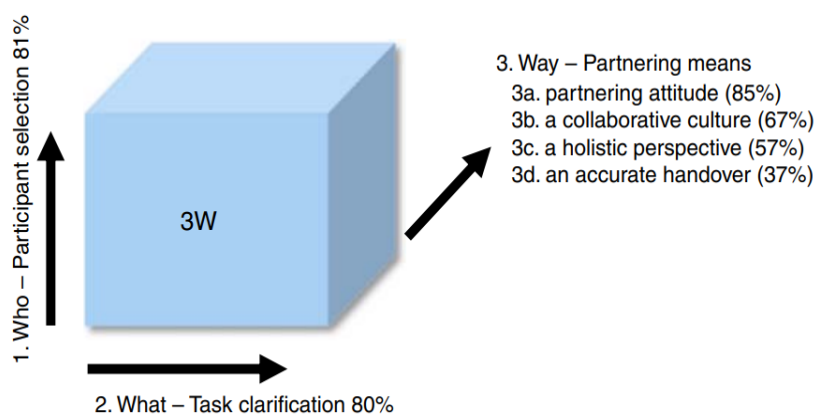 1. Who – Participant selection 81%
3W
2. What – Task clarification 80%
3. Way – Partnering means
3a. partnering attitude (85%)
3b. a collaborative culture (67%)
3c. a holistic perspective (57%)
3d. an accurate handover (37%)